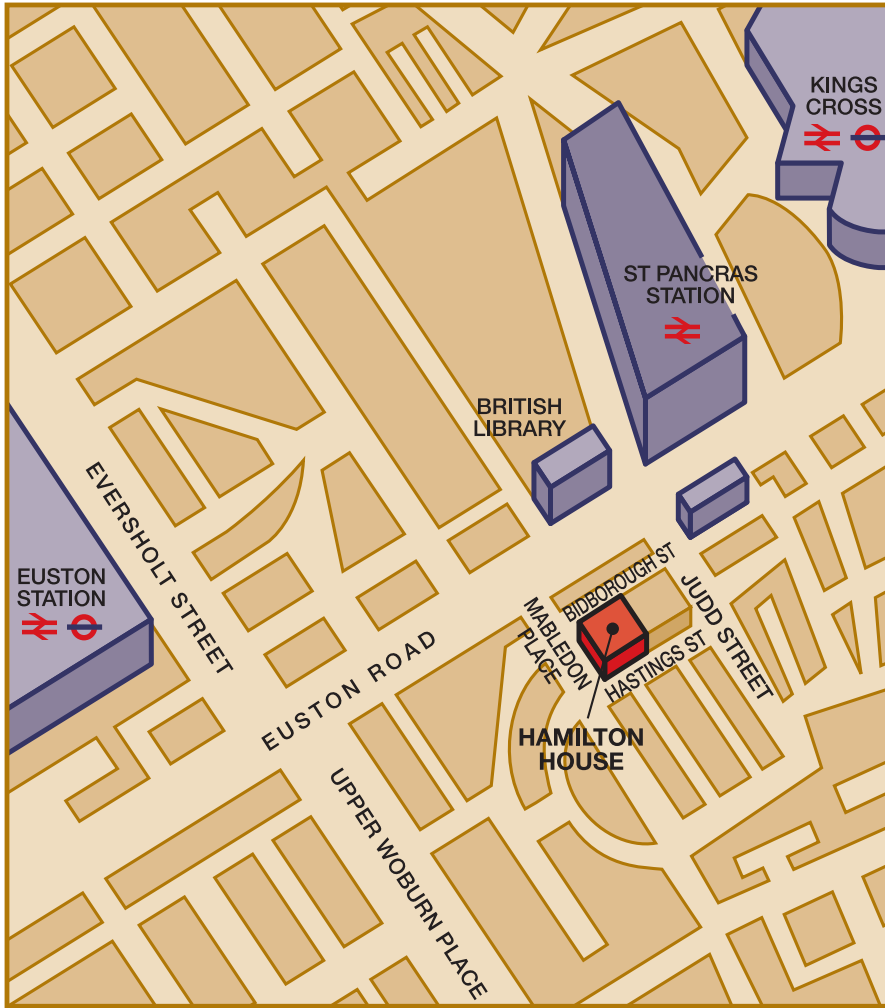 KINGS
CROSS
ST PANCRAS
STATION
BRITISH
LIBRARY
EVERSHOLT STREET
EUSTON
STATION
BIDBOROUGH ST
JUDD STREET
MABLEDON
PLACE
HASTINGS ST
EUSTON ROAD
HAMILTON
HOUSE
UPPER WOBURN PLACE